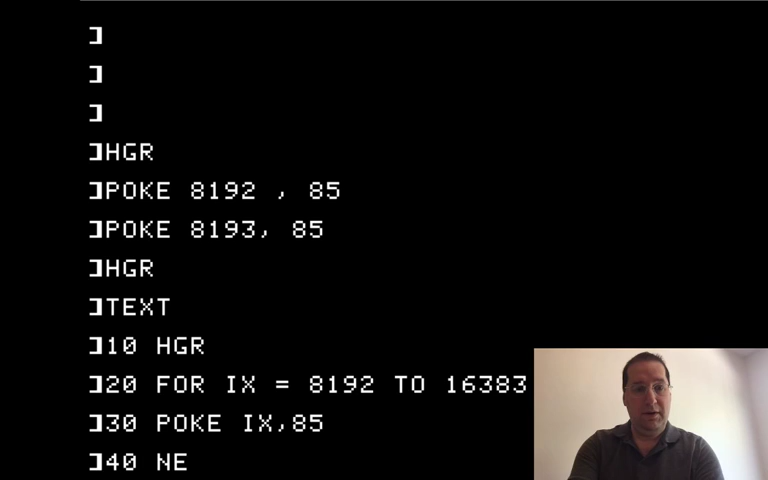 ]
]
]
]HGR
]POKE 8192 , 85
]POKE 8193, 85
]HGR
]TEXT
]10 HGR
]20 FOR IX = 8192 TO 16383
]30 POKE IX,85
]40 NE